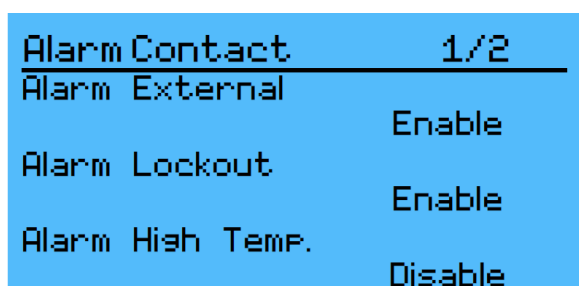 Alarm Contact 1/2
Alarm External
Enable
Alarm Lockout
Enable
Alarm High Temp.
Disable